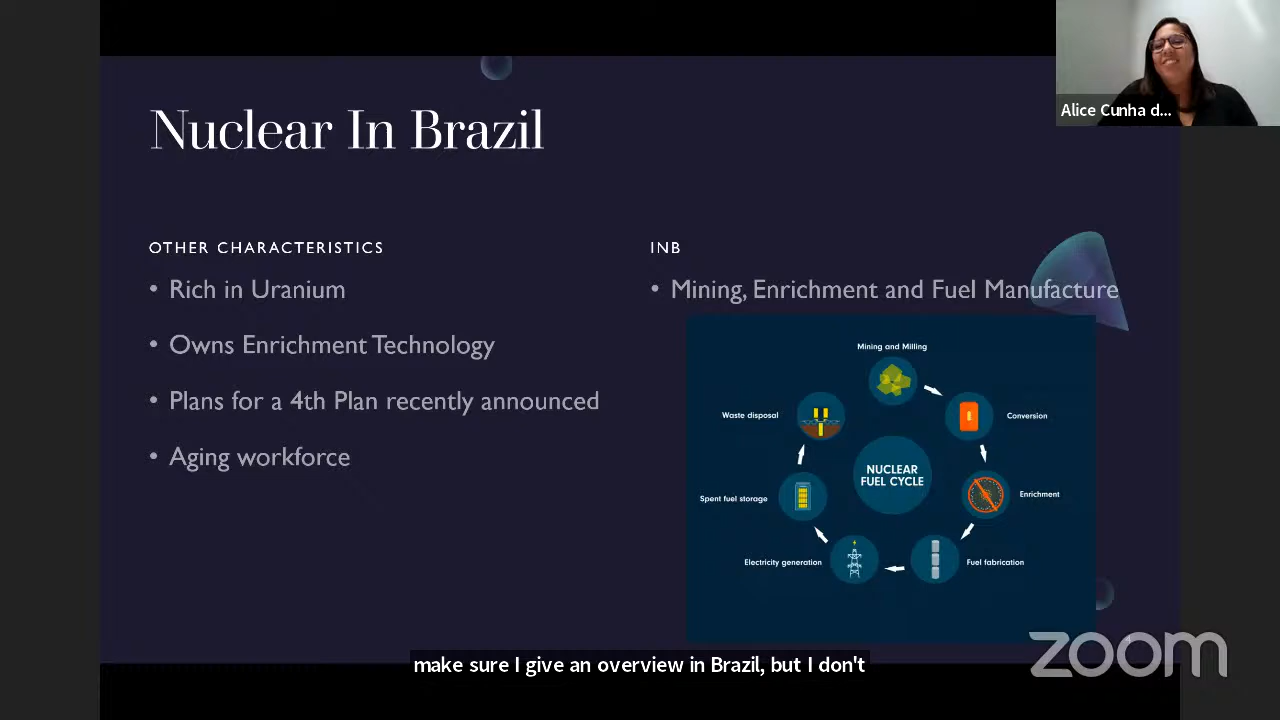 Nuclear In Brazil
Alice Cunha d...
OTHER CHARACTERISTICS
• Rich in Uranium
• Owns Enrichment Technology
• Plans for a 4th Plan recently announced
• Aging workforce
INB
• Mining, Enrichment and Fuel Manufacture
Mining and Milling
Conversion
Enrichment
Fuel fabrication
Electricity generation
Spent fuel storage
Waste disposal
NUCLEAR
FUEL CYCLE
make sure I give an overview in Brazil, but I don't
zoom